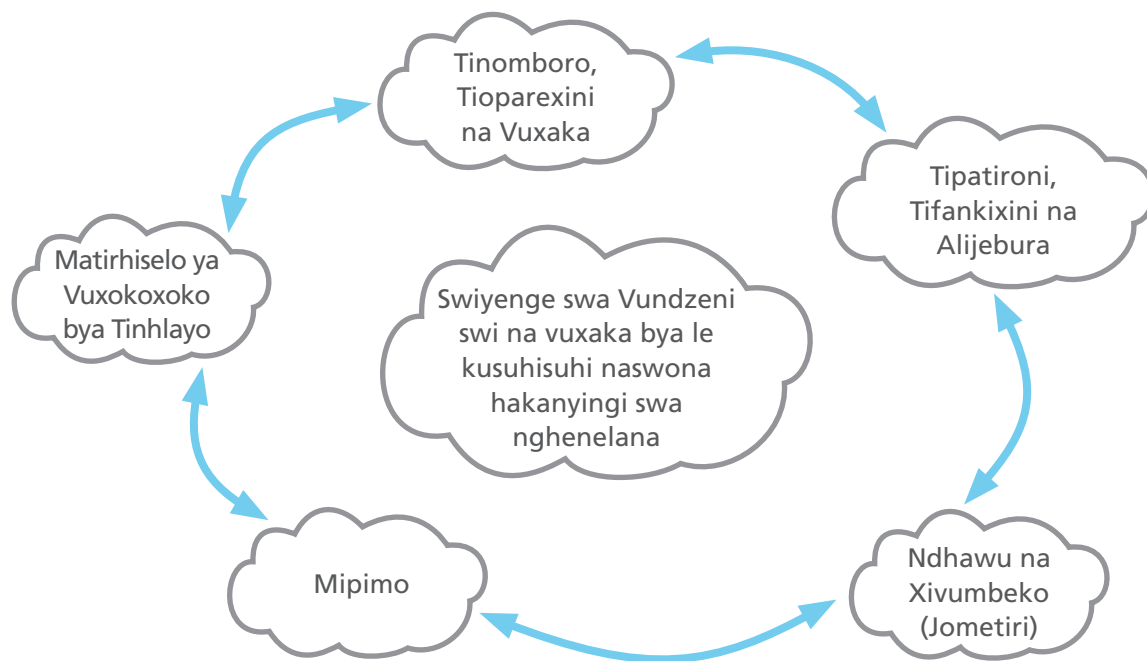 Tinomboro,
Tioparexini
na Vuxaka
Tipatironi,
Tifankixini na
Alijebura
Matirhiselo ya
Vuxokoxoko
bya Tinhlayo
Swiyenge swa Vundzeni
swi na vuxaka bya le
kusuhisuhi naswona
hakanyingi swa
nghenelana
Mipimo
Ndhawu na
Xivumbeko
(Jometiri)